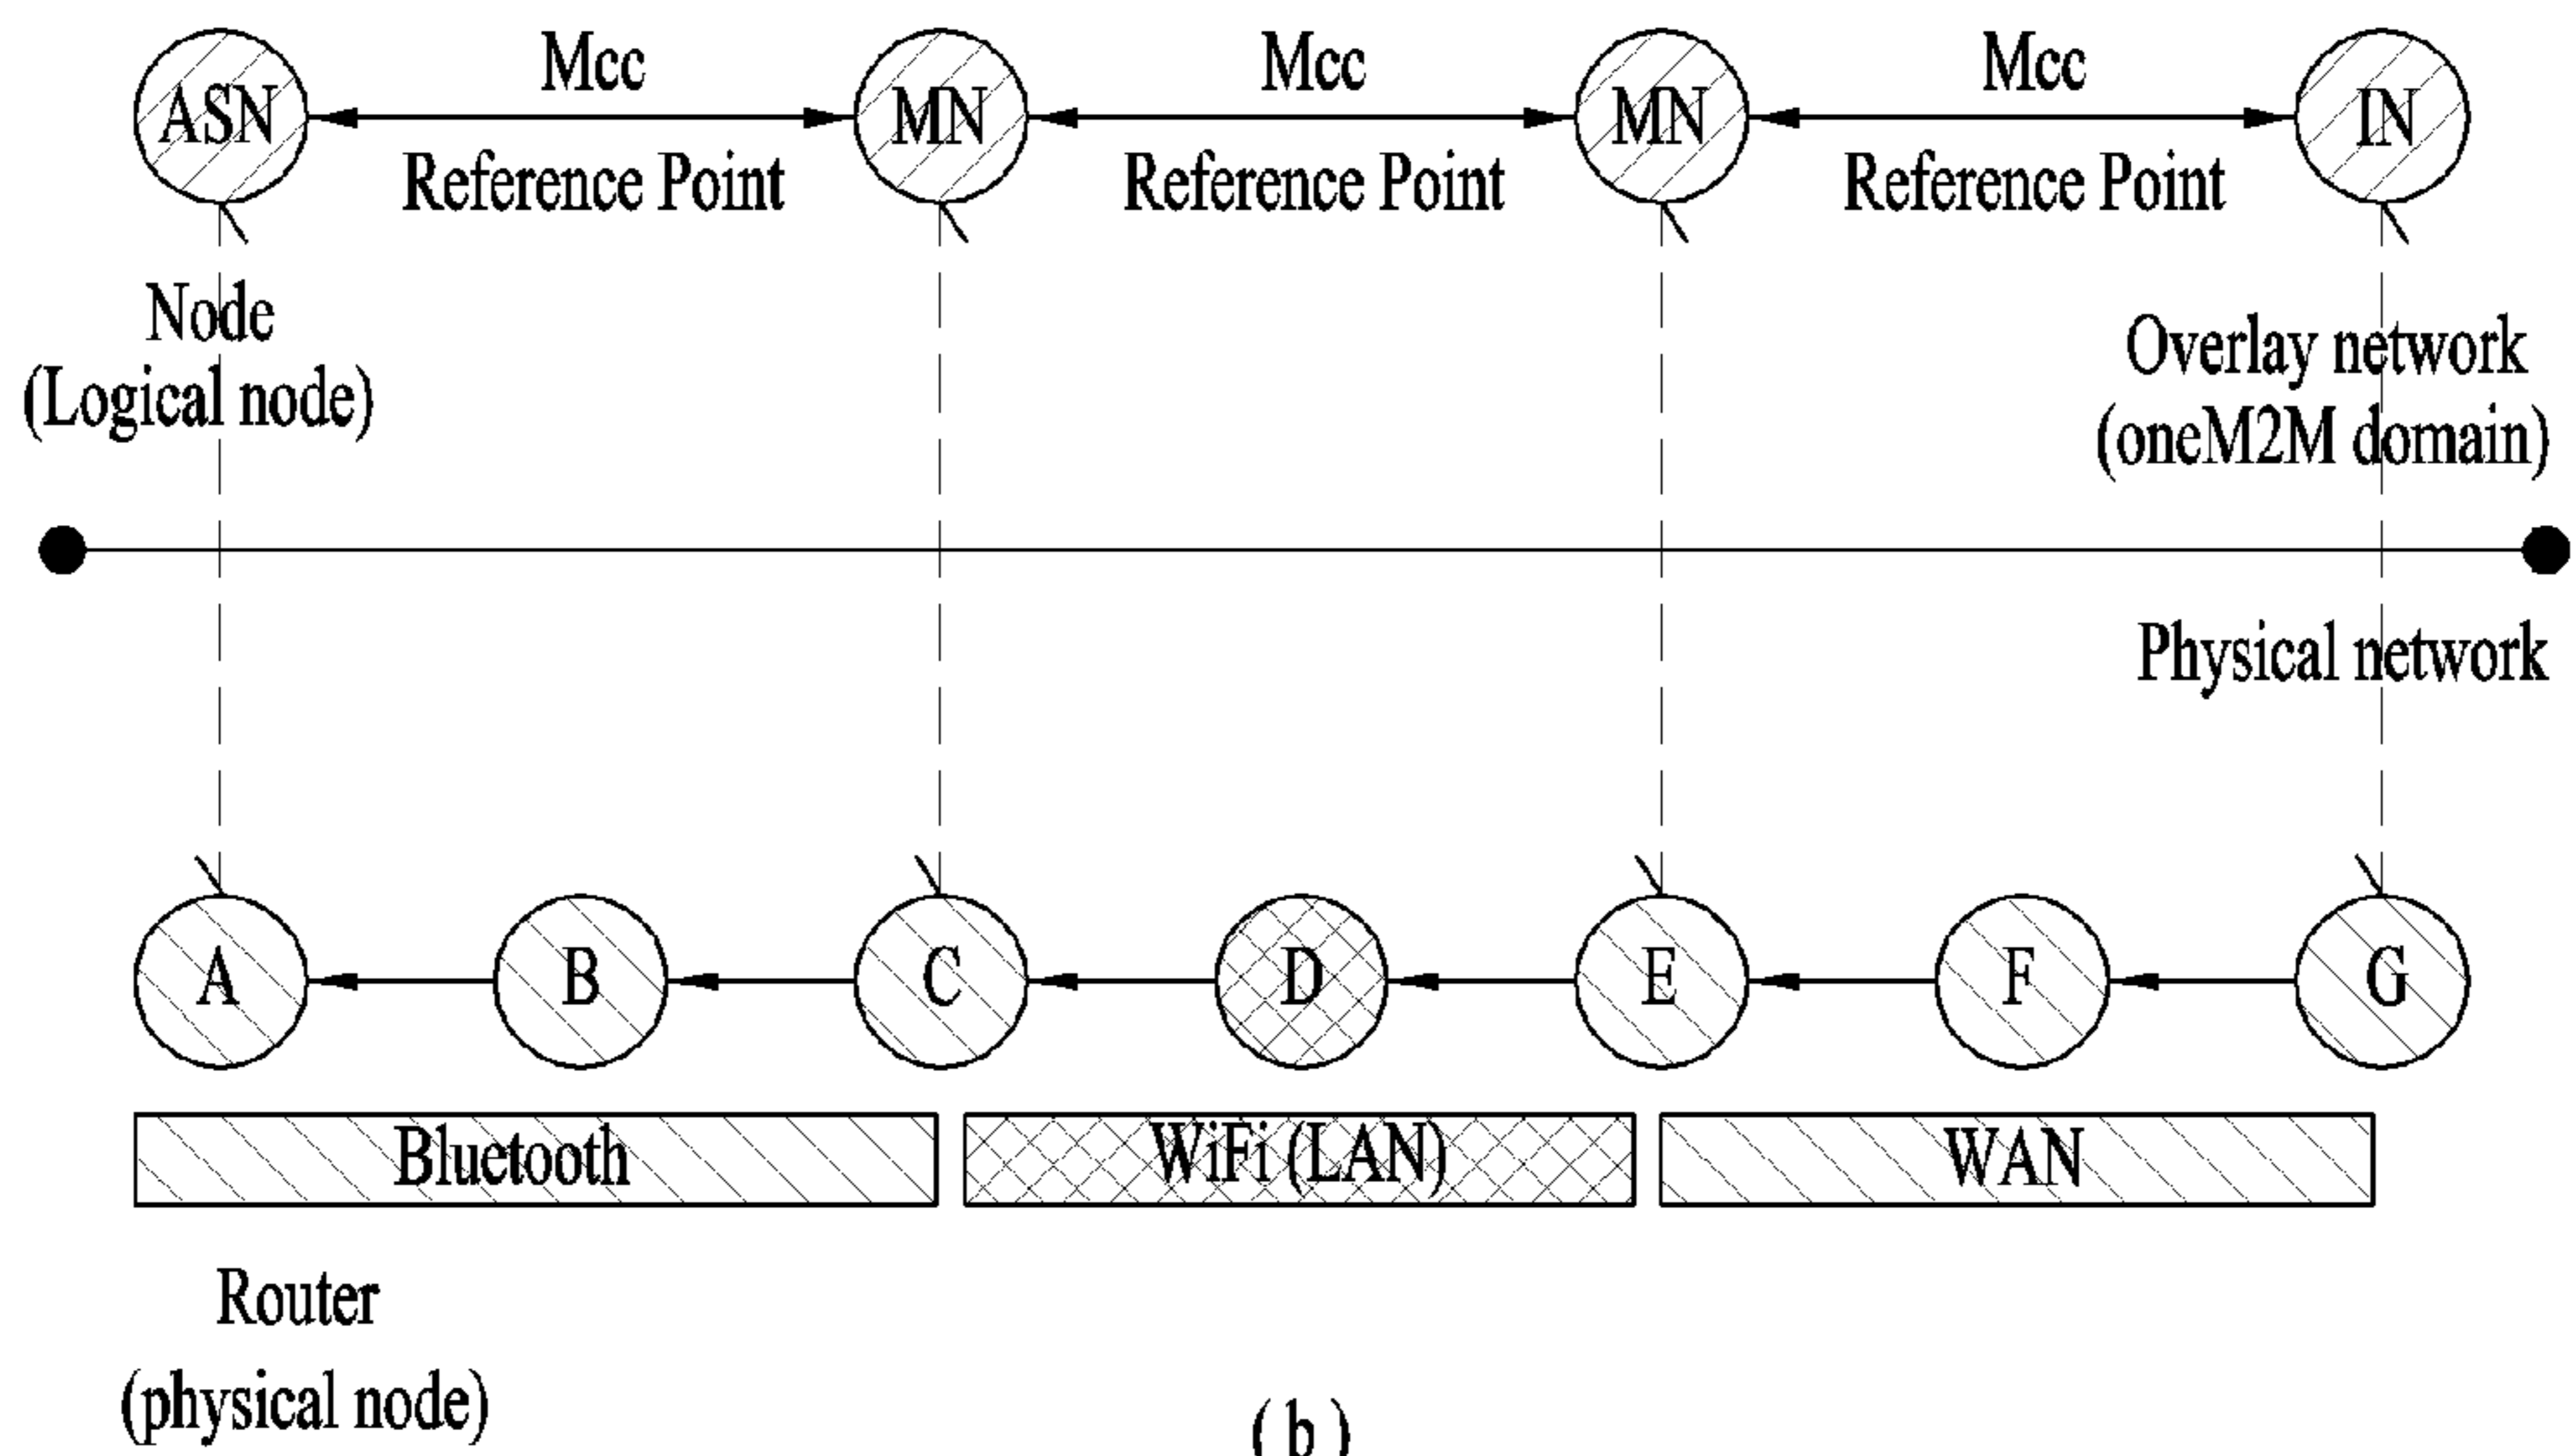 Mcc Mcc Mcc
ASN MN MN IN
Reference Point Reference Point Reference Point
Node
(Logical node)
Overlay network
(oneM2M domain)
Physical network
A B C D E F G
Bluetooth WiFi (LAN) WAN
Router
(physical node)
( b )